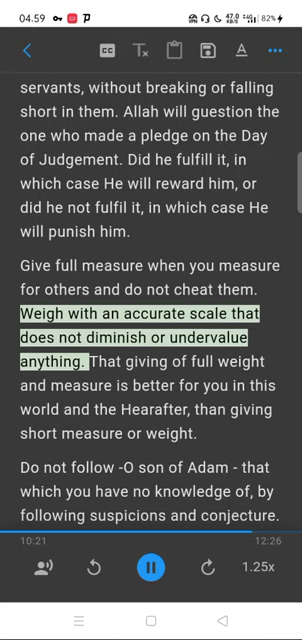 04.59
47.0
KB/S
82%
CC
servants, without breaking or falling
short in them. Allah will guestion the
one who made a pledge on the Day
of Judgement. Did he fulfill it, in
which case He will reward him, or
did he not fulfil it, in which case He
will punish him.
Give full measure when you measure
for others and do not cheat them.
Weigh with an accurate scale that
does not diminish or undervalue
anything. That giving of full weight
and measure is better for you in this
world and the Hearafter, than giving
short measure or weight.
Do not follow -O son of Adam - that
which you have no knowledge of, by
following suspicions and conjecture.
10:21
12:26
1.25x